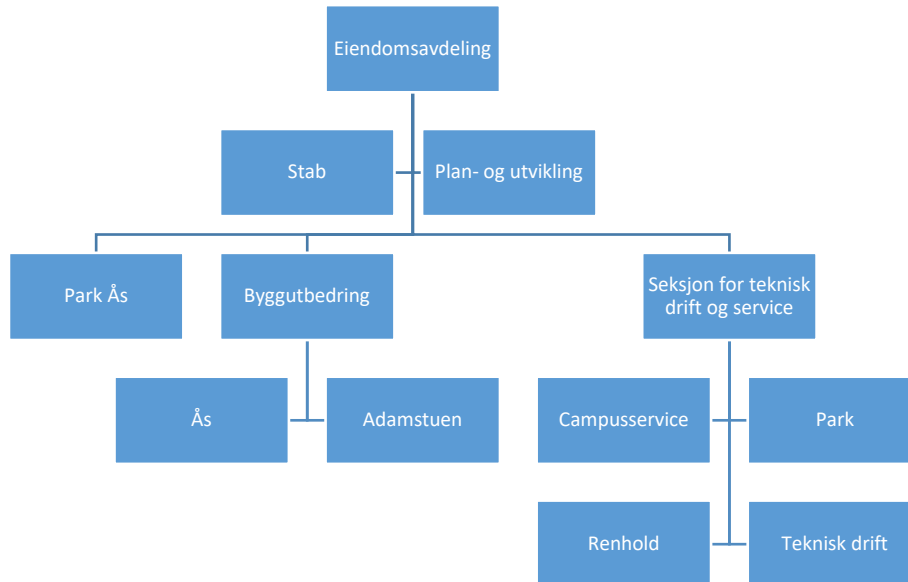 Eiendomsavdeling
Stab
Plan- og utvikling
Park Ås
Byggutbedring
Seksjon for teknisk
drift og service
Ås
Adamstuen
Campusservice
Park
Renhold
Teknisk drift